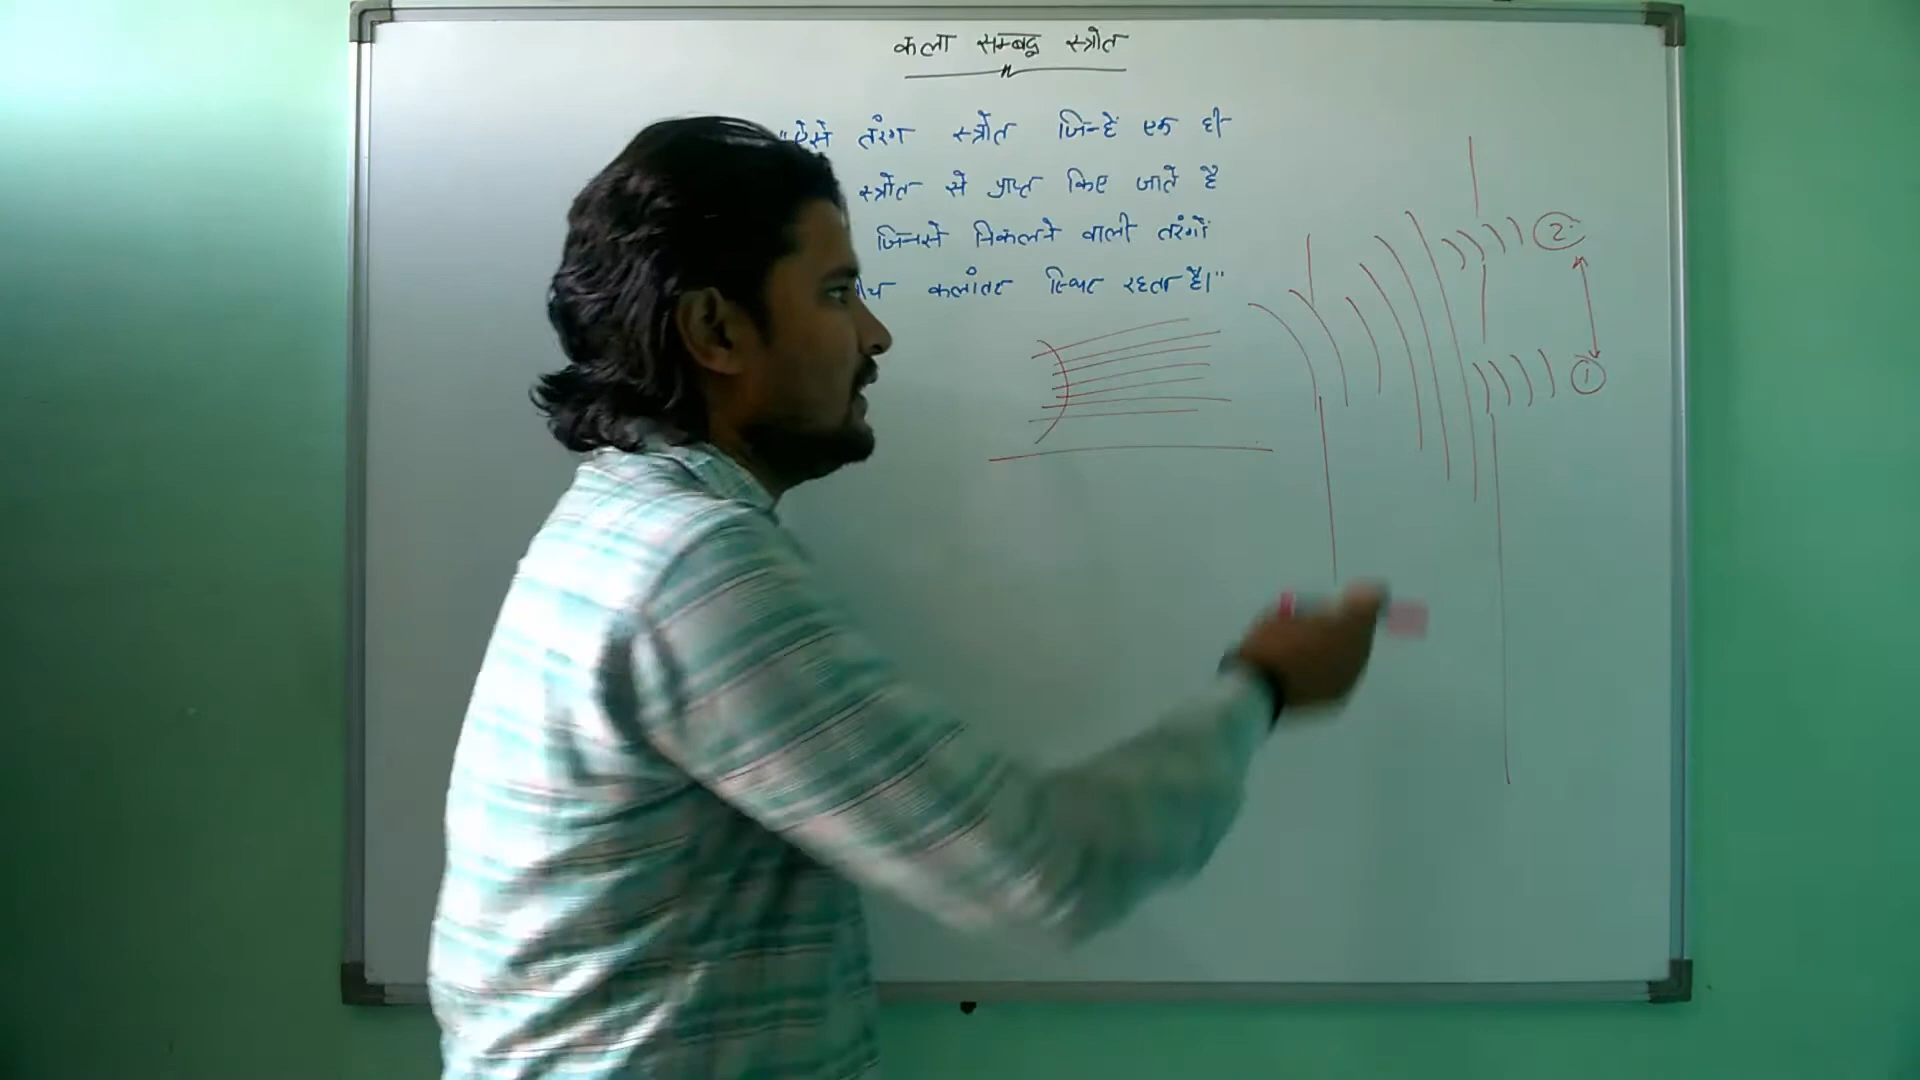 कला सम्बद्ध स्त्रोत
"ऐसे तरंग स्त्रोत जिन्हें एक ही
स्त्रोत से प्राप्त किए जाते है
जिनसे निकलने वाली तरंगों
कलांतर स्थिर रहता है।"
2
1